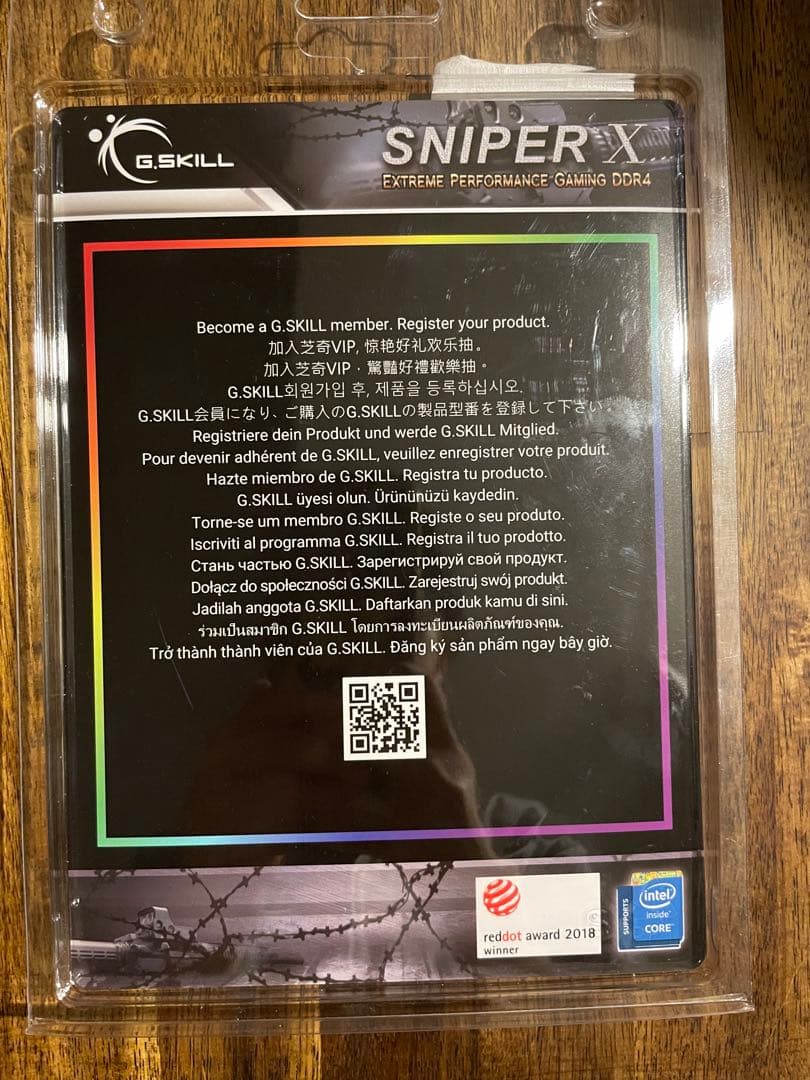 G.SKILL
SNIPER X
EXTREME PERFORMANCE GAMING DDR4
Become a G.SKILL member. Register your product.
加入芝奇VIP, 惊艳好礼欢乐抽。
加入芝奇VIP，驚豔好禮歡樂抽。
G.SKILL회원가입 후, 제품을 등록하십시오.
G.SKILL会員になり、ご購入のG.SKILLの製品型番を登録して下さい。
Registriere dein Produkt und werde G.SKILL Mitglied.
Pour devenir adhérent de G.SKILL, veuillez enregistrer votre produit.
Hazte miembro de G.SKILL. Registra tu producto.
G.SKILL üyesi olun. Ürününüzü kaydedin.
Torne-se um membro G.SKILL. Registe o seu produto.
Iscriviti al programma G.SKILL. Registra il tuo prodotto.
Стань частью G.SKILL. Зарегистрируй свой продукт.
Dołącz do społeczności G.SKILL. Zarejestruj swój produkt.
Jadilah anggota G.SKILL. Daftarkan produk kamu di sini.
ร่วมเป็นสมาชิก G.SKILL โดยการลงทะเบียนผลิตภัณฑ์ของคุณ.
Trở thành thành viên của G.SKILL. Đăng ký sản phẩm ngay bây giờ.
reddot award 2018
winner
SUPPORTS
intel
inside
CORE